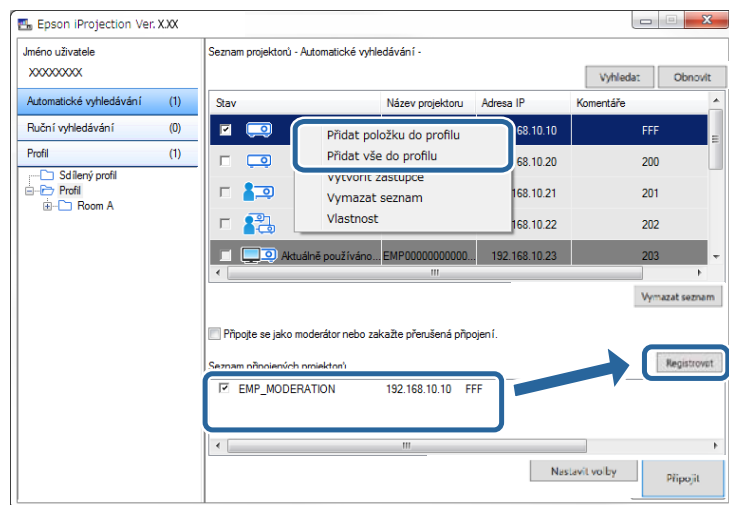 Epson iProjection Ver. X.XX
Jméno uživatele
XXXXXXXX
Automatické vyhledávání (1)
Ruční vyhledávání (0)
Profil (1)
Sdílený profil
Profil
Room A
Seznam projektorů - Automatické vyhledávání -
Vyhledat Obnovit
Stav Název projektoru Adresa IP Komentáře
68.10.10 FFF
68.10.20 200
168.10.21 201
168.10.22 202
Aktuálně používáno... EMP00000000000... 192.168.10.23 203
Přidat položku do profilu
Přidat vše do profilu
Vytvořit zástupce
Vymazat seznam
Vlastnost
Vymazat seznam
Připojte se jako moderátor nebo zakažte přerušená připojení.
Seznam připojených projektorů
Registrovat
EMP_MODERATION 192.168.10.10 FFF
Nastavit volby Připojit